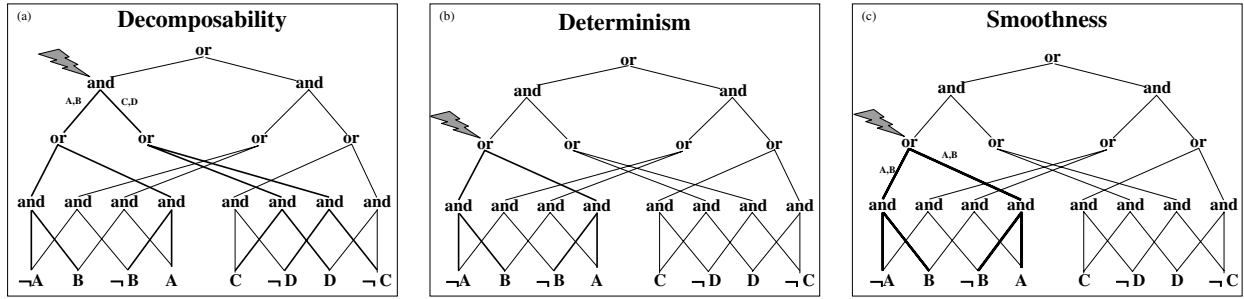 (a) Decomposability
or
and and
A,B C,D
or or or or
and and and and and and and and
¬A B ¬B A C ¬D D ¬C
(b) Determinism
or
and and
or or or or
and and and and and and and and
¬A B ¬B A C ¬D D ¬C
(c) Smoothness
or
and and
or or or or
A,B A,B
and and and and and and and and
¬A B ¬B A C ¬D D ¬C